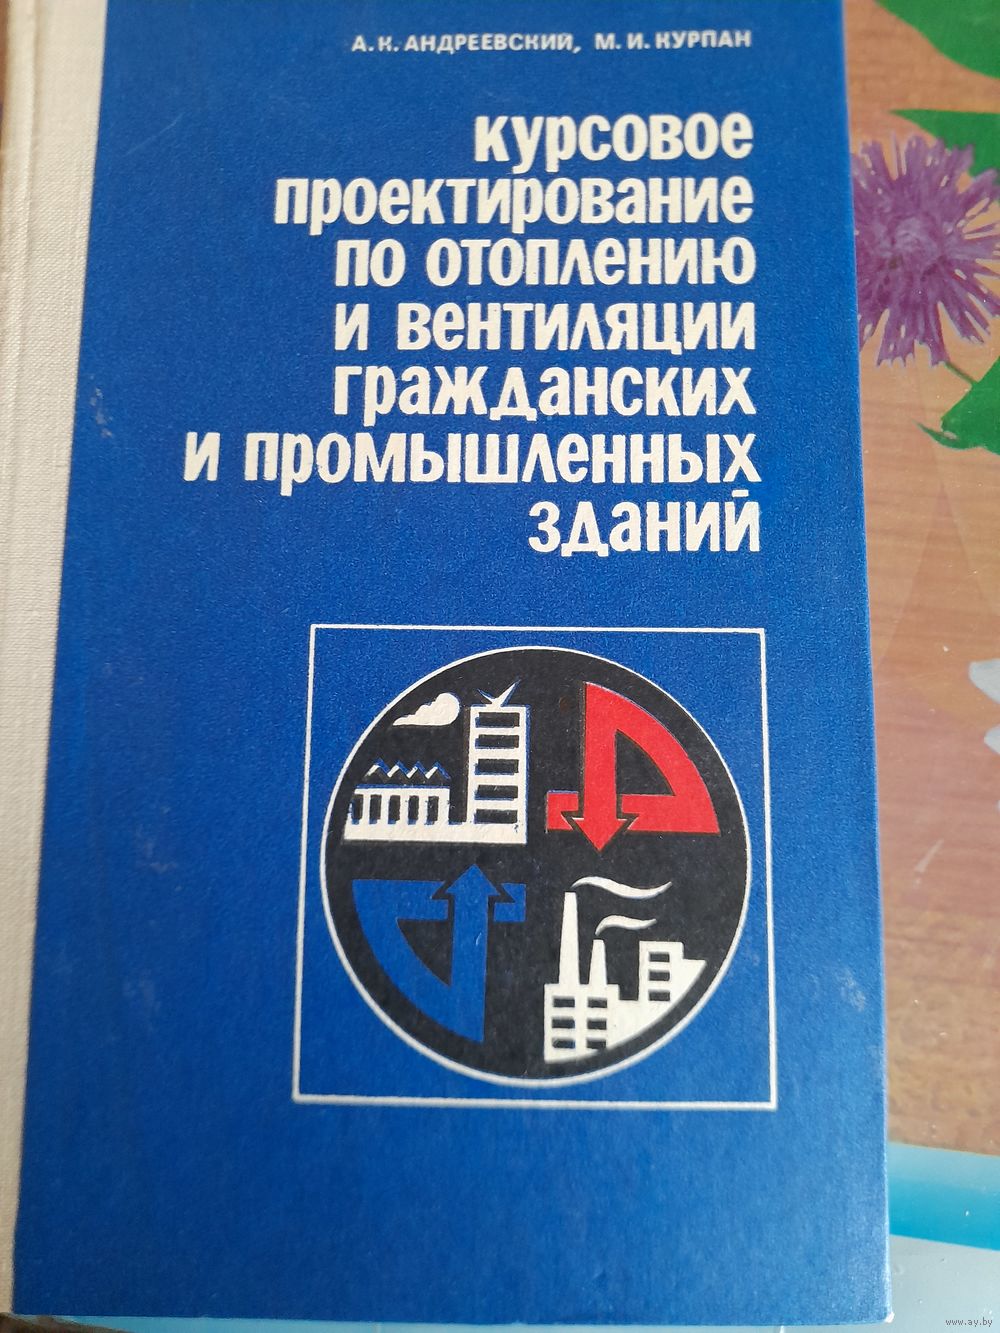 А. К. АНДРЕЕВСКИЙ, М. И. КУРПАН
курсовое
проектирование
по отоплению
и вентиляции
гражданских
и промышленных
зданий
www.ay.by